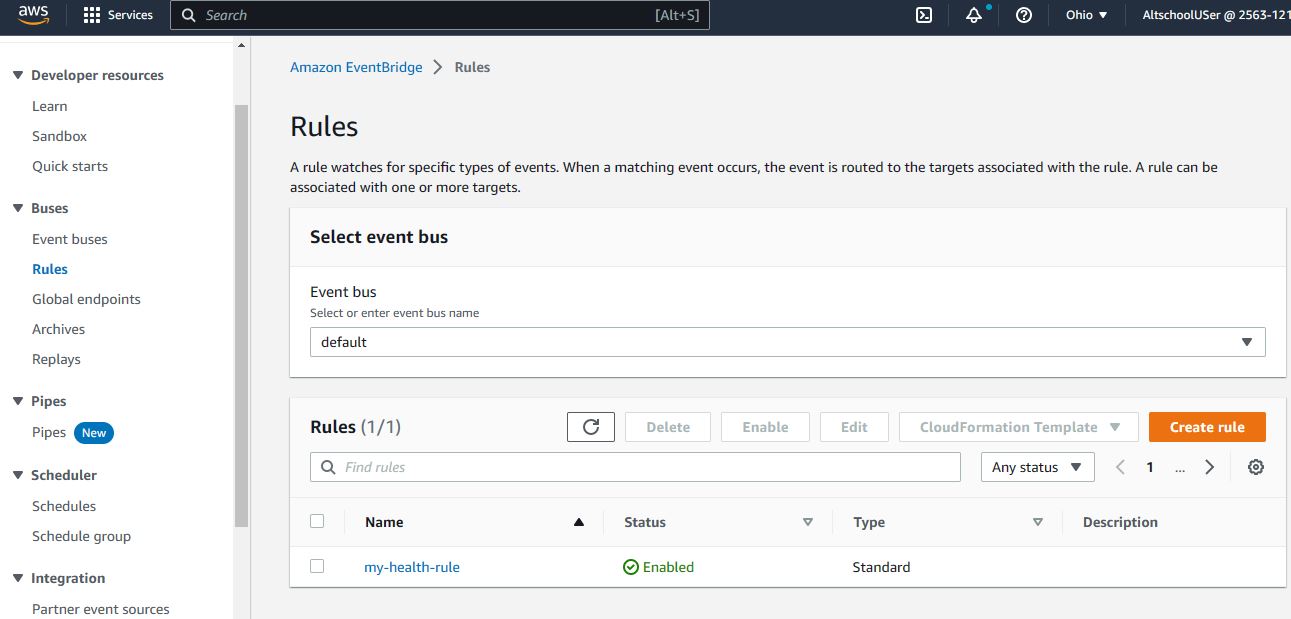 aws
Services
Search [Alt+S]
Ohio
AltschoolUSer @ 2563-121
Developer resources
Learn
Sandbox
Quick starts
Buses
Event buses
Rules
Global endpoints
Archives
Replays
Pipes
Pipes New
Scheduler
Schedules
Schedule group
Integration
Partner event sources
Amazon EventBridge > Rules
Rules
A rule watches for specific types of events. When a matching event occurs, the event is routed to the targets associated with the rule. A rule can be
associated with one or more targets.
Select event bus
Event bus
Select or enter event bus name
default
Rules (1/1)
Delete
Enable
Edit
CloudFormation Template
Create rule
Find rules
Any status
1 ...
Name Status Type Description
my-health-rule Enabled Standard